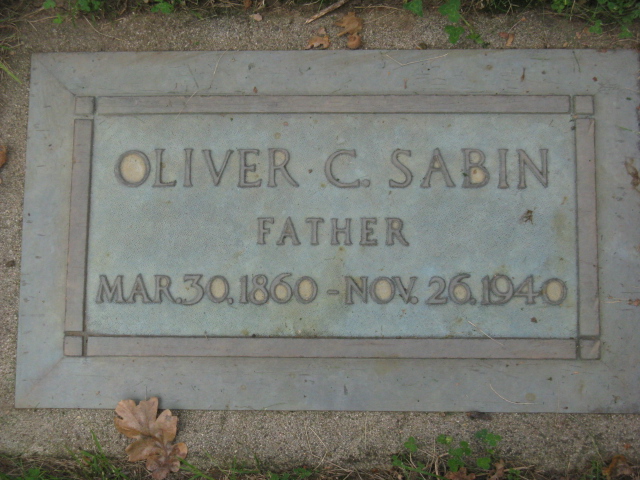 OLIVER C. SABIN
FATHER
MAR.30,1860-NOV.26,1940